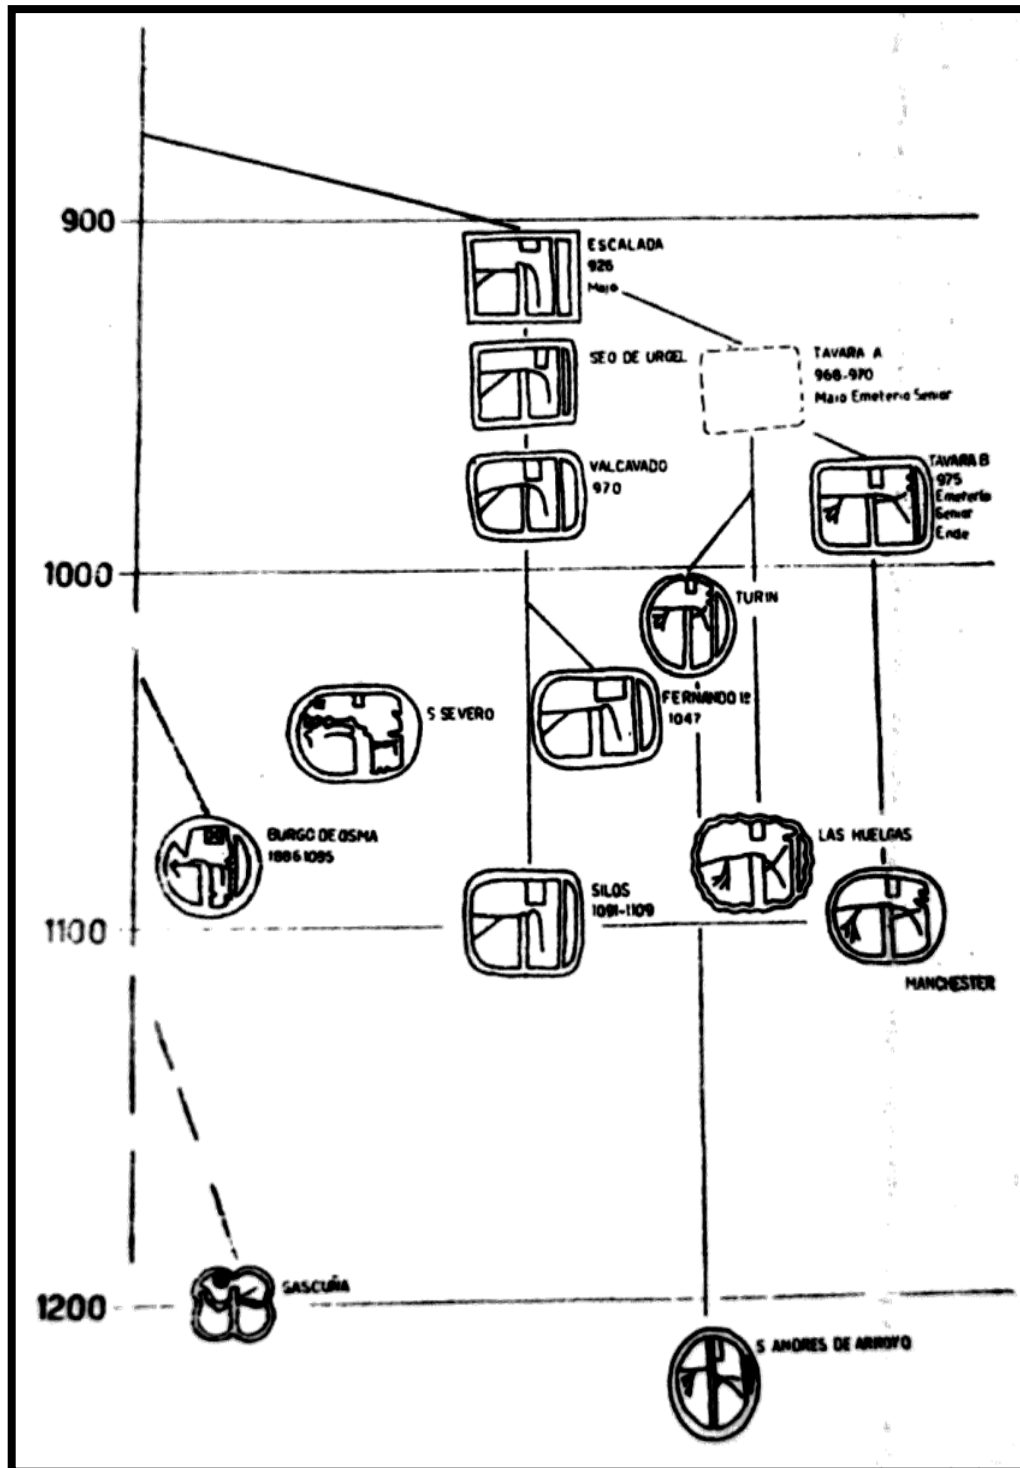 900
ESCALADA
926
Maio
SEO DE URGEL
TAVARA A
968-970
Maio Emeterio Senior
VALCAVADO
970
TAVARA B
975
Emeterio
Senior
Ende
1000
TURIN
S SEVERO
FERNANDO Iº
1047
BURGO DE OSMA
1086 1095
LAS HUELGAS
SILOS
1091-1109
1100
MANCHESTER
GASCUÑA
1200
S ANDRES DE ARROYO